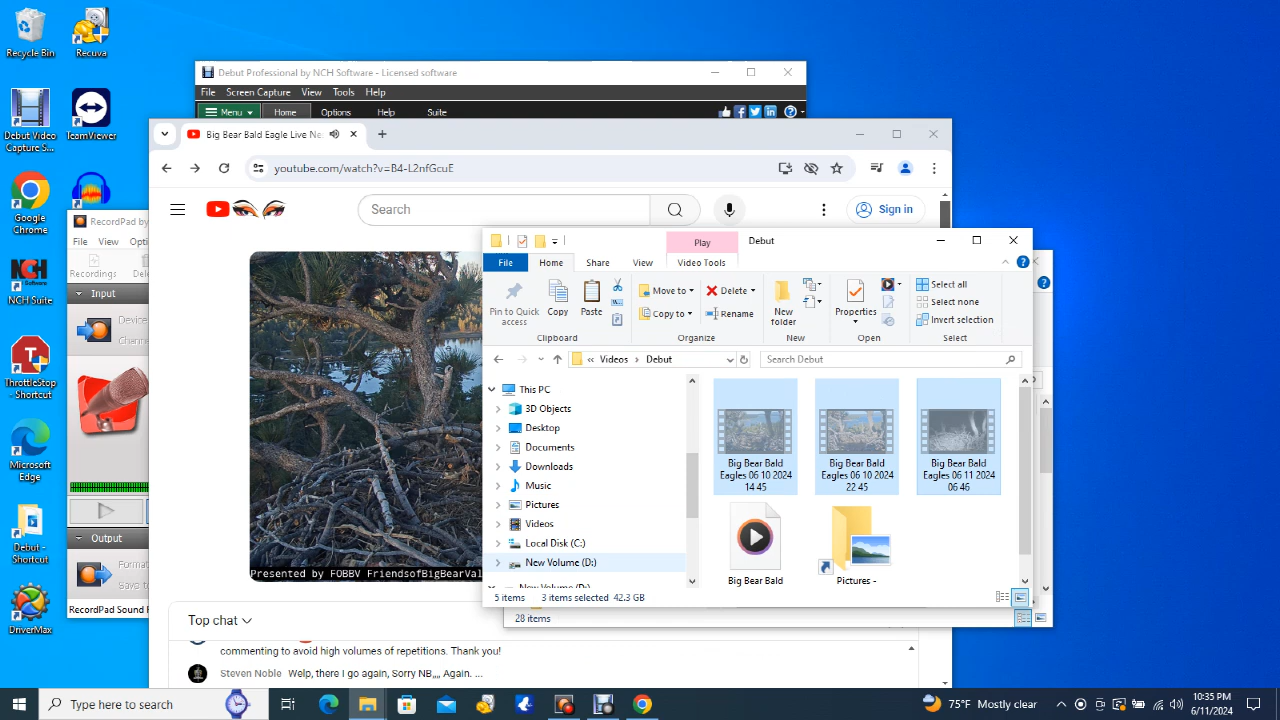 Recycle Bin
Recuva
Debut Video
Capture S...
TeamViewer
Google
Chrome
NCH Suite
ThrottleStop
- Shortcut
Microsoft
Edge
Debut -
Shortcut
DriverMax
Debut Professional by NCH Software - Licensed software
File Screen Capture View Tools Help
Menu Home Options Help Suite
RecordPad by
File View
Recordings
Input
Output
RecordPad Sound
Big Bear Bald Eagle Live Ne
youtube.com/watch?v=B4-L2nfGcuE
Search
Sign in
Presented by FOBBV FriendsofBigBearVal
Top chat
commenting to avoid high volumes of repetitions. Thank you!
Steven Noble Welp, there I go again, Sorry NB,,,, Again. ...
Play
Debut
File Home Share View Video Tools
Pin to Quick
access
Copy
Paste
Move to
Copy to
Delete
Rename
New
folder
Properties
Select all
Select none
Invert selection
Clipboard Organize New Open Select
« Videos › Debut
Search Debut
This PC
3D Objects
Desktop
Documents
Downloads
Music
Pictures
Videos
Local Disk (C:)
New Volume (D:)
New Volume (D:)
Big Bear Bald
Eagles 06 10 2024
14 45
Big Bear Bald
Eagles 06 10 2024
22 45
Big Bear Bald
Eagles 06 11 2024
06 46
Big Bear Bald
Pictures -
5 items 3 items selected 42.3 GB
28 items
Type here to search
75°F Mostly clear
10:35 PM
6/11/2024